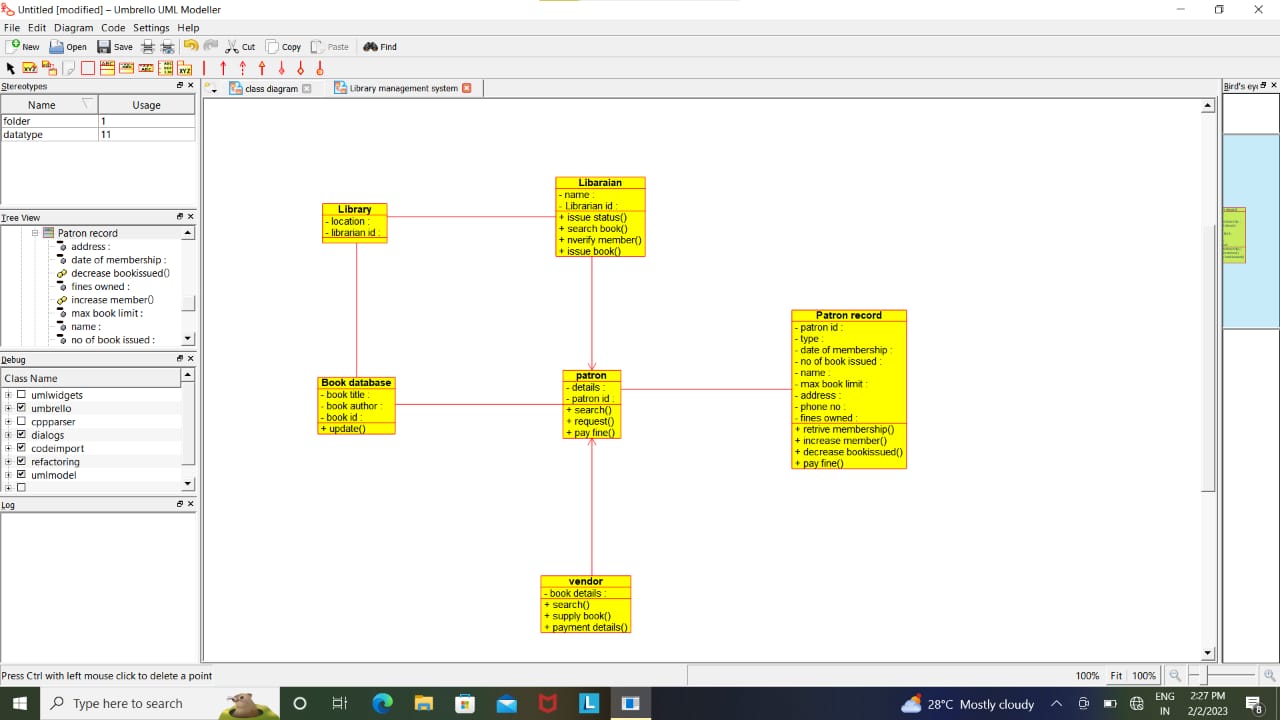 Untitled [modified] – Umbrello UML Modeller
File Edit Diagram Code Settings Help
New Open Save Cut Copy Paste Find
Stereotypes
Name Usage
folder 1
datatype 11
Tree View
Patron record
address :
date of membership :
decrease bookissued()
fines owned :
increase member()
max book limit :
name :
no of book issued :
Debug
Class Name
umlwidgets
umbrello
cppparser
dialogs
codeimport
refactoring
umlmodel
Log
class diagram
Library management system
Bird's ey
Library
- location :
- librarian id :
Libaraian
- name :
- Librarian id :
+ issue status()
+ search book()
+ nverify member()
+ issue book()
Book database
- book title :
- book author :
- book id :
+ update()
patron
- details :
- patron id :
+ search()
+ request()
+ pay fine()
Patron record
- patron id :
- type :
- date of membership :
- no of book issued :
- name :
- max book limit :
- address :
- phone no :
- fines owned :
+ retrive membership()
+ increase member()
+ decrease bookissued()
+ pay fine()
vendor
- book details :
+ search()
+ supply book()
+ payment details()
Press Ctrl with left mouse click to delete a point
100% Fit 100%
Type here to search
28°C Mostly cloudy
ENG
IN
2:27 PM
2/2/2023
8